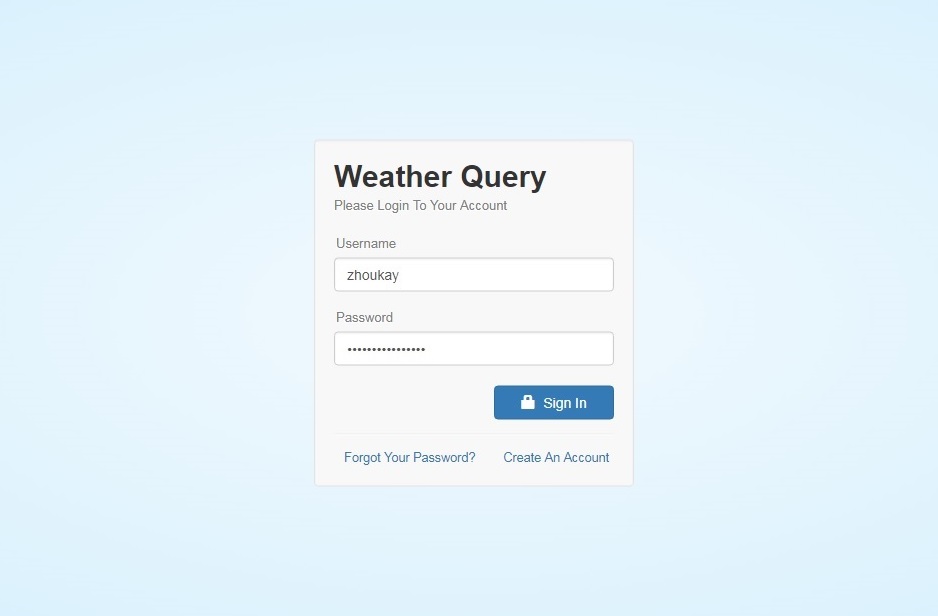 Weather Query
Please Login To Your Account
Username
zhoukay
Password
••••••••••••••••
Sign In
Forgot Your Password? Create An Account